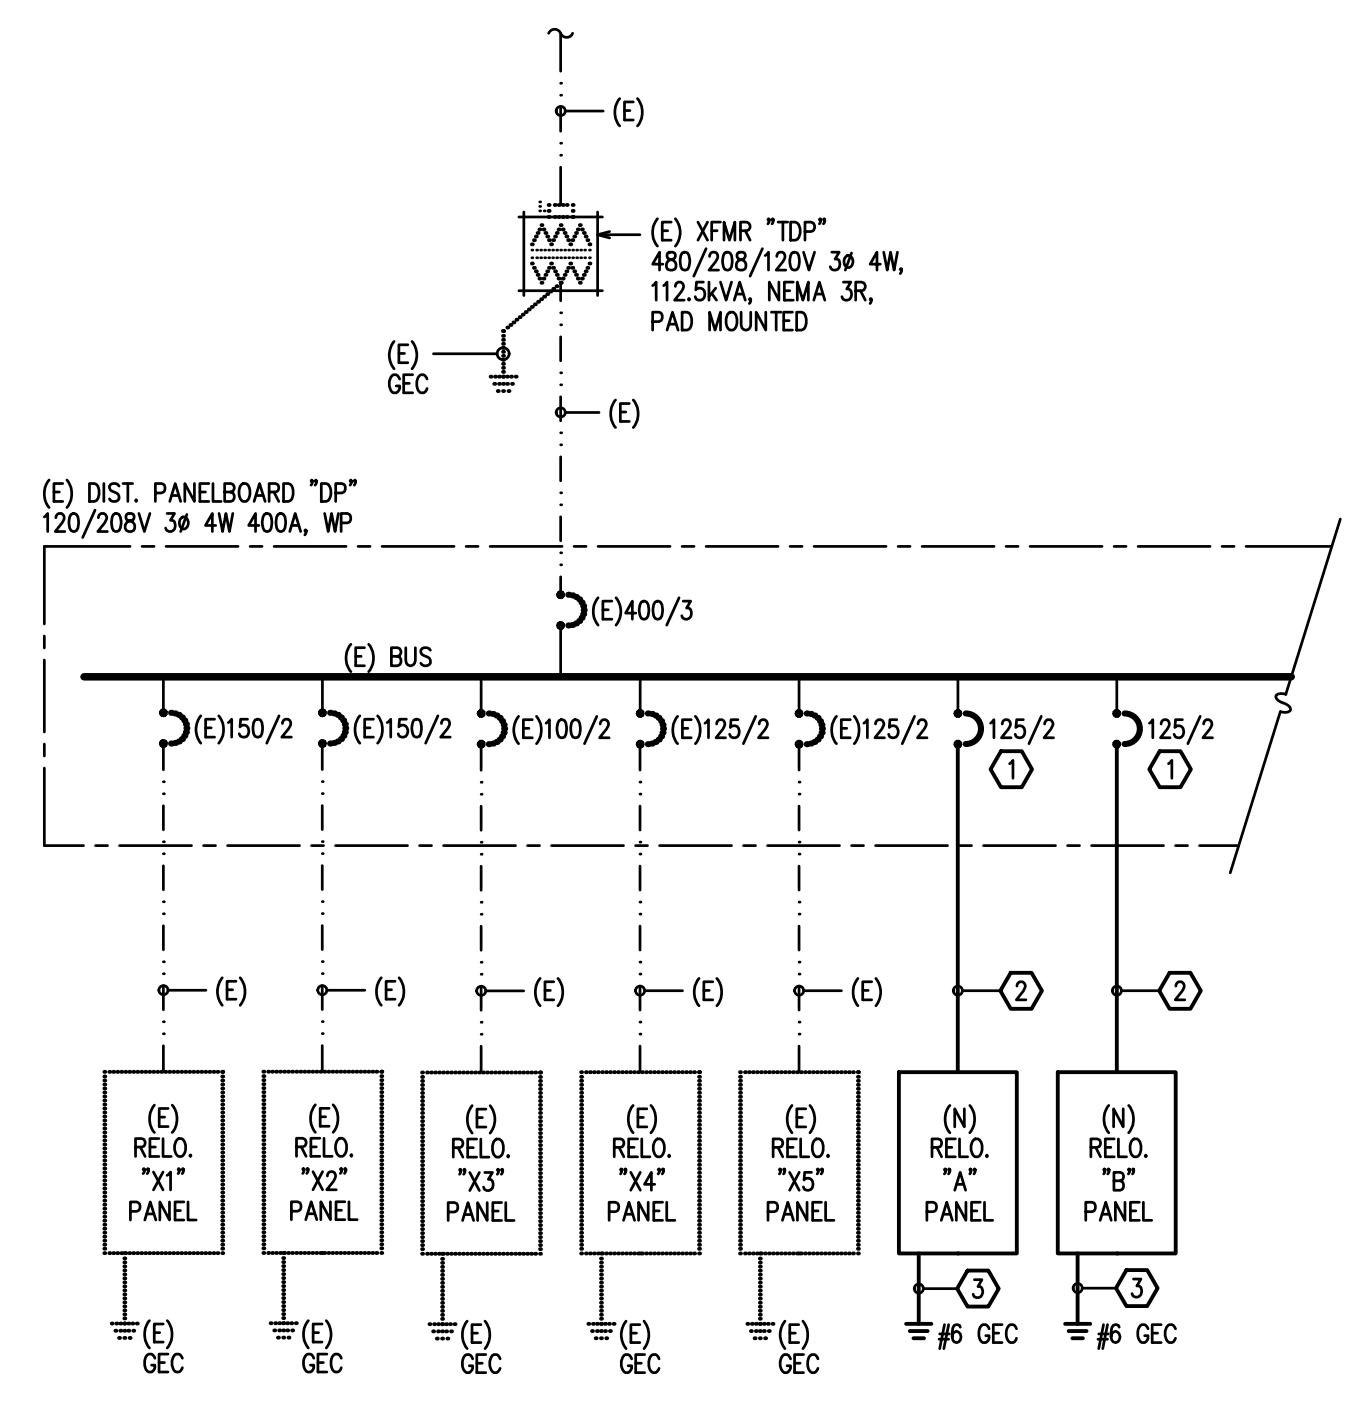 (E)
(E) XFMR "TDP"
480/208/120V 3ø 4W,
112.5kVA, NEMA 3R,
PAD MOUNTED
(E)
GEC
(E)
(E) DIST. PANELBOARD "DP"
120/208V 3ø 4W 400A, WP
(E)400/3
(E) BUS
(E)150/2
(E)150/2
(E)100/2
(E)125/2
(E)125/2
125/2
125/2
1
1
(E)
(E)
(E)
(E)
(E)
2
2
(E)
RELO.
"X1"
PANEL
(E)
RELO.
"X2"
PANEL
(E)
RELO.
"X3"
PANEL
(E)
RELO.
"X4"
PANEL
(E)
RELO.
"X5"
PANEL
(N)
RELO.
"A"
PANEL
(N)
RELO.
"B"
PANEL
3
3
(E)
GEC
(E)
GEC
(E)
GEC
(E)
GEC
(E)
GEC
#6 GEC
#6 GEC